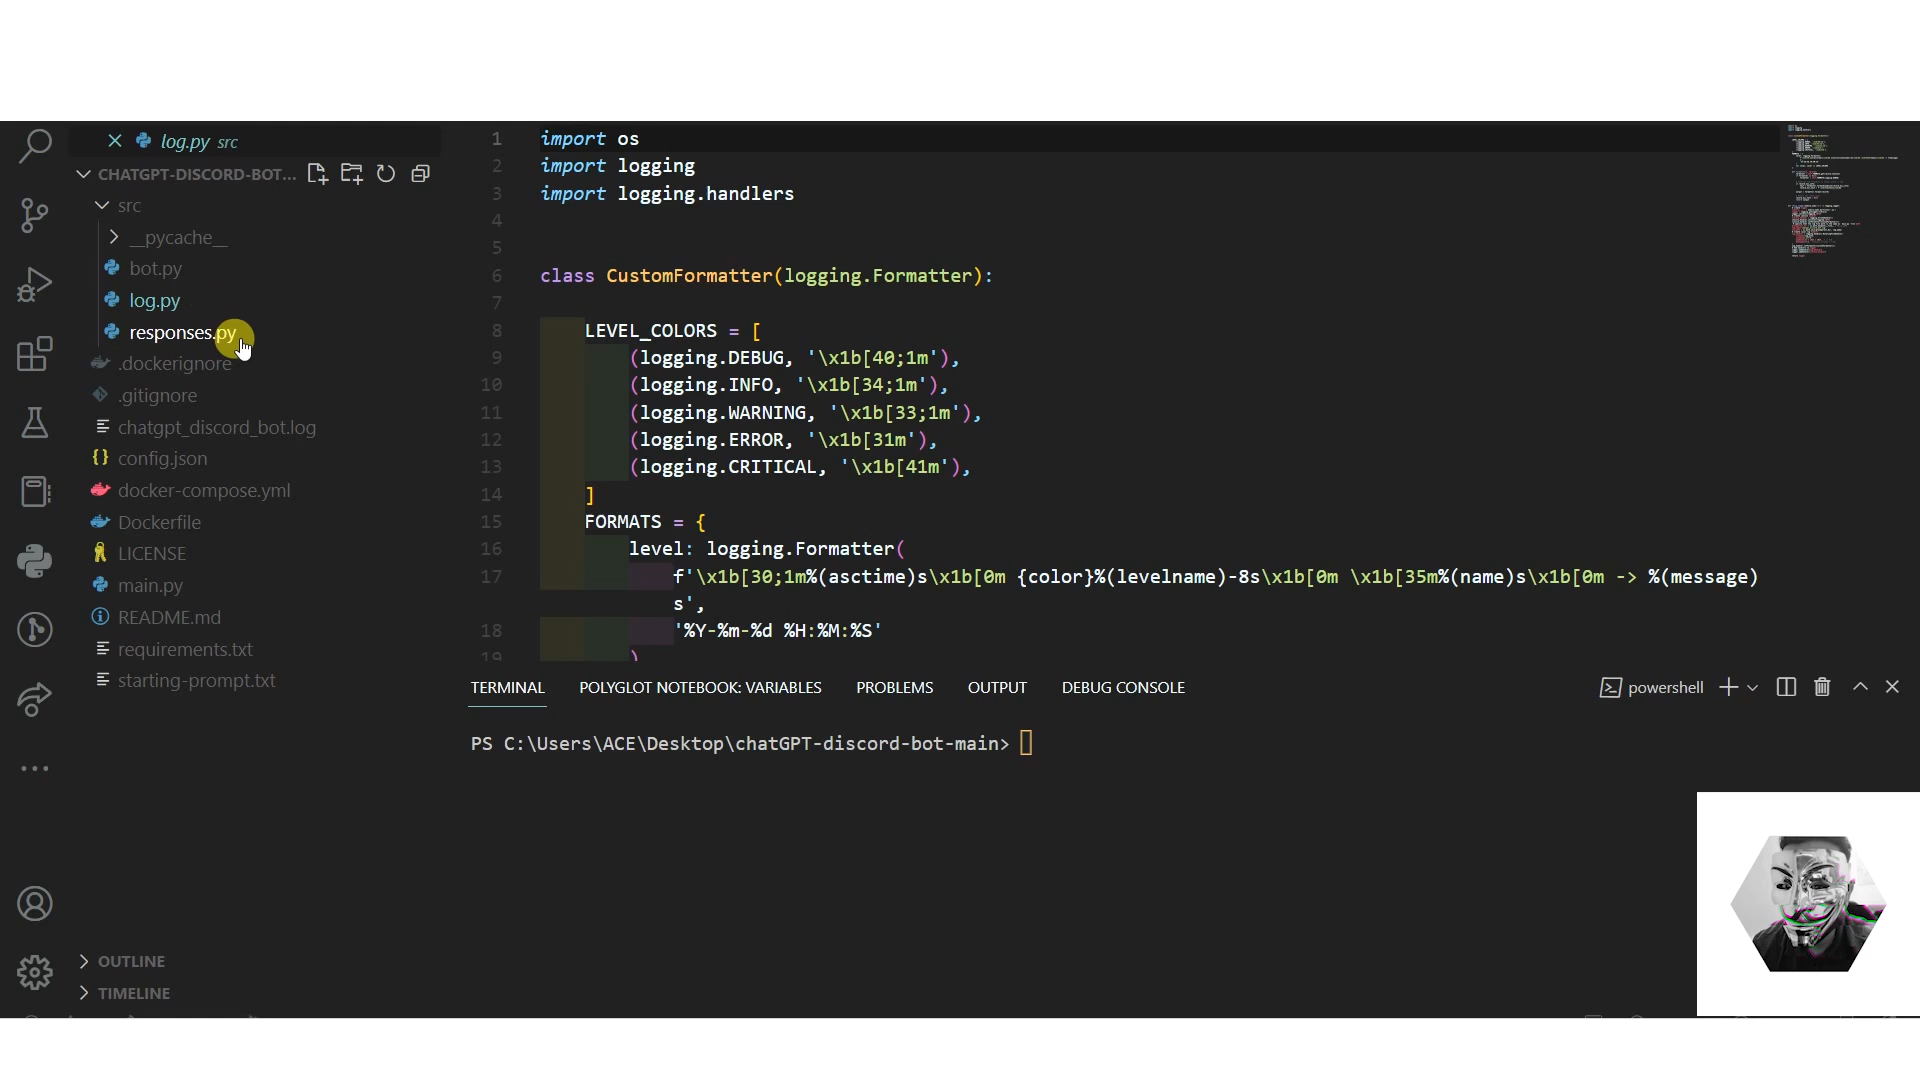 log.py src
CHATGPT-DISCORD-BOT...
src
__pycache__
bot.py
log.py
responses.py
.dockerignore
.gitignore
chatgpt_discord_bot.log
config.json
docker-compose.yml
Dockerfile
LICENSE
main.py
README.md
requirements.txt
starting-prompt.txt
OUTLINE
TIMELINE
1 import os
2 import logging
3 import logging.handlers
4
5
6 class CustomFormatter(logging.Formatter):
7
8 LEVEL_COLORS = [
9 (logging.DEBUG, '\x1b[40;1m'),
10 (logging.INFO, '\x1b[34;1m'),
11 (logging.WARNING, '\x1b[33;1m'),
12 (logging.ERROR, '\x1b[31m'),
13 (logging.CRITICAL, '\x1b[41m'),
14 ]
15 FORMATS = {
16 level: logging.Formatter(
17 f'\x1b[30;1m%(asctime)s\x1b[0m {color}%(levelname)-8s\x1b[0m \x1b[35m%(name)s\x1b[0m -> %(message)
s',
18 '%Y-%m-%d %H:%M:%S'
19 )
TERMINAL POLYGLOT NOTEBOOK: VARIABLES PROBLEMS OUTPUT DEBUG CONSOLE powershell
PS C:\Users\ACE\Desktop\chatGPT-discord-bot-main>